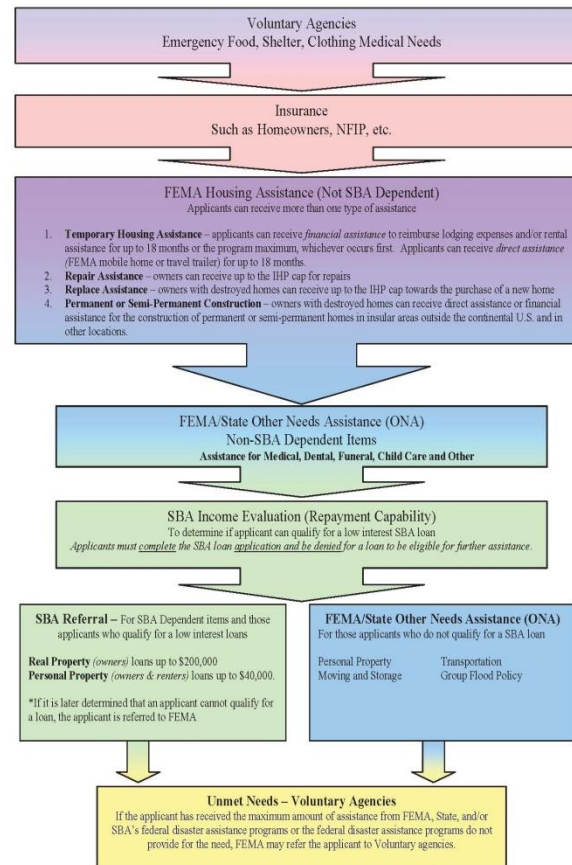 Voluntary Agencies
Emergency Food, Shelter, Clothing Medical Needs
Insurance
Such as Homeowners, NFIP, etc.
FEMA Housing Assistance (Not SBA Dependent)
Applicants can receive more than one type of assistance
1. Temporary Housing Assistance – applicants can receive financial assistance to reimburse lodging expenses and/or rental
assistance for up to 18 months or the program maximum, whichever occurs first. Applicants can receive direct assistance
(FEMA mobile home or travel trailer) for up to 18 months.
2. Repair Assistance – owners can receive up to the IHP cap for repairs
3. Replace Assistance – owners with destroyed homes can receive up to the IHP cap towards the purchase of a new home
4. Permanent or Semi-Permanent Construction – owners with destroyed homes can receive direct assistance or financial
assistance for the construction of permanent or semi-permanent homes in insular areas outside the continental U.S. and in
other locations.
FEMA/State Other Needs Assistance (ONA)
Non-SBA Dependent Items
Assistance for Medical, Dental, Funeral, Child Care and Other
SBA Income Evaluation (Repayment Capability)
To determine if applicant can qualify for a low interest SBA loan
Applicants must complete the SBA loan application and be denied for a loan to be eligible for further assistance.
SBA Referral – For SBA Dependent items and those
applicants who qualify for a low interest loans
Real Property (owners) loans up to $200,000
Personal Property (owners & renters) loans up to $40,000.
*If it is later determined that an applicant cannot qualify for
a loan, the applicant is referred to FEMA
FEMA/State Other Needs Assistance (ONA)
For those applicants who do not qualify for a SBA loan
Personal Property Transportation
Moving and Storage Group Flood Policy
Unmet Needs – Voluntary Agencies
If the applicant has received the maximum amount of assistance from FEMA, State, and/or
SBA's federal disaster assistance programs or the federal disaster assistance programs do not
provide for the need, FEMA may refer the applicant to Voluntary agencies.